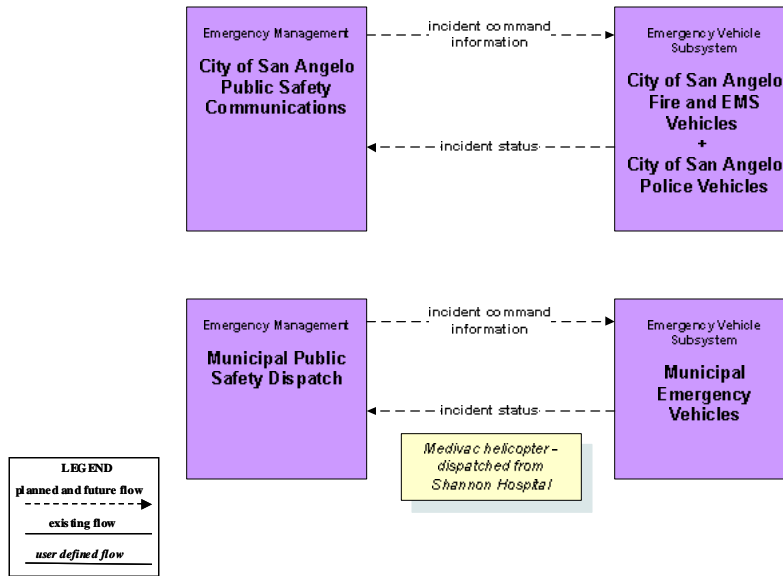 Emergency Management
City of San Angelo
Public Safety
Communications
incident command
information
incident status
Emergency Vehicle
Subsystem
City of San Angelo
Fire and EMS
Vehicles
+
City of San Angelo
Police Vehicles
Emergency Management
Municipal Public
Safety Dispatch
incident command
information
incident status
Emergency Vehicle
Subsystem
Municipal
Emergency
Vehicles
Medivac helicopter -
dispatched from
Shannon Hospital
LEGEND
planned and future flow
existing flow
user defined flow